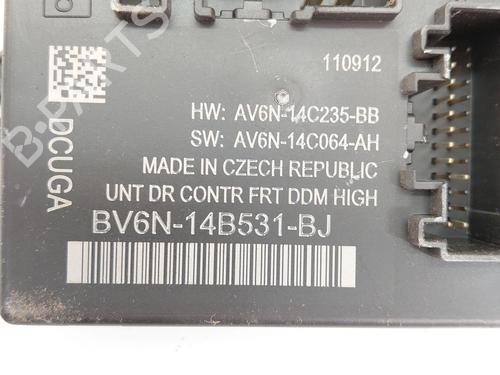 110912
HW: AV6N-14C235-BB
SW: AV6N-14C064-AH
MADE IN CZECH REPUBLIC
UNT DR CONTR FRT DDM HIGH
BV6N-14B531-BJ
DCUGA
B-PARTS